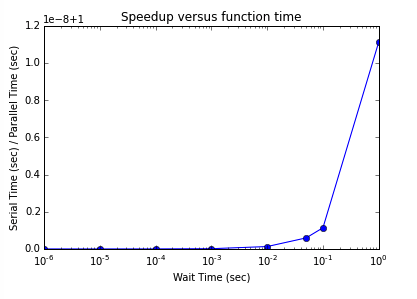 Speedup versus function time
1e−8+1
1.2
1.0
0.8
0.6
0.4
0.2
0.0
10^-6 10^-5 10^-4 10^-3 10^-2 10^-1 10^0
Wait Time (sec)
Serial Time (sec) / Parallel Time (sec)